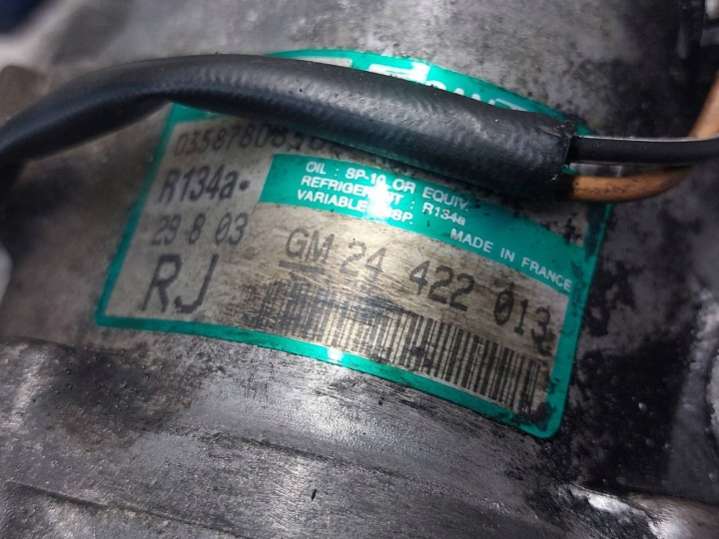 R134a
29 8 03
RJ
OIL : SP-10 OR EQUIV.
REFRIGERANT : R134a
VARIABLE
MADE IN FRANCE
GM 24 422 013